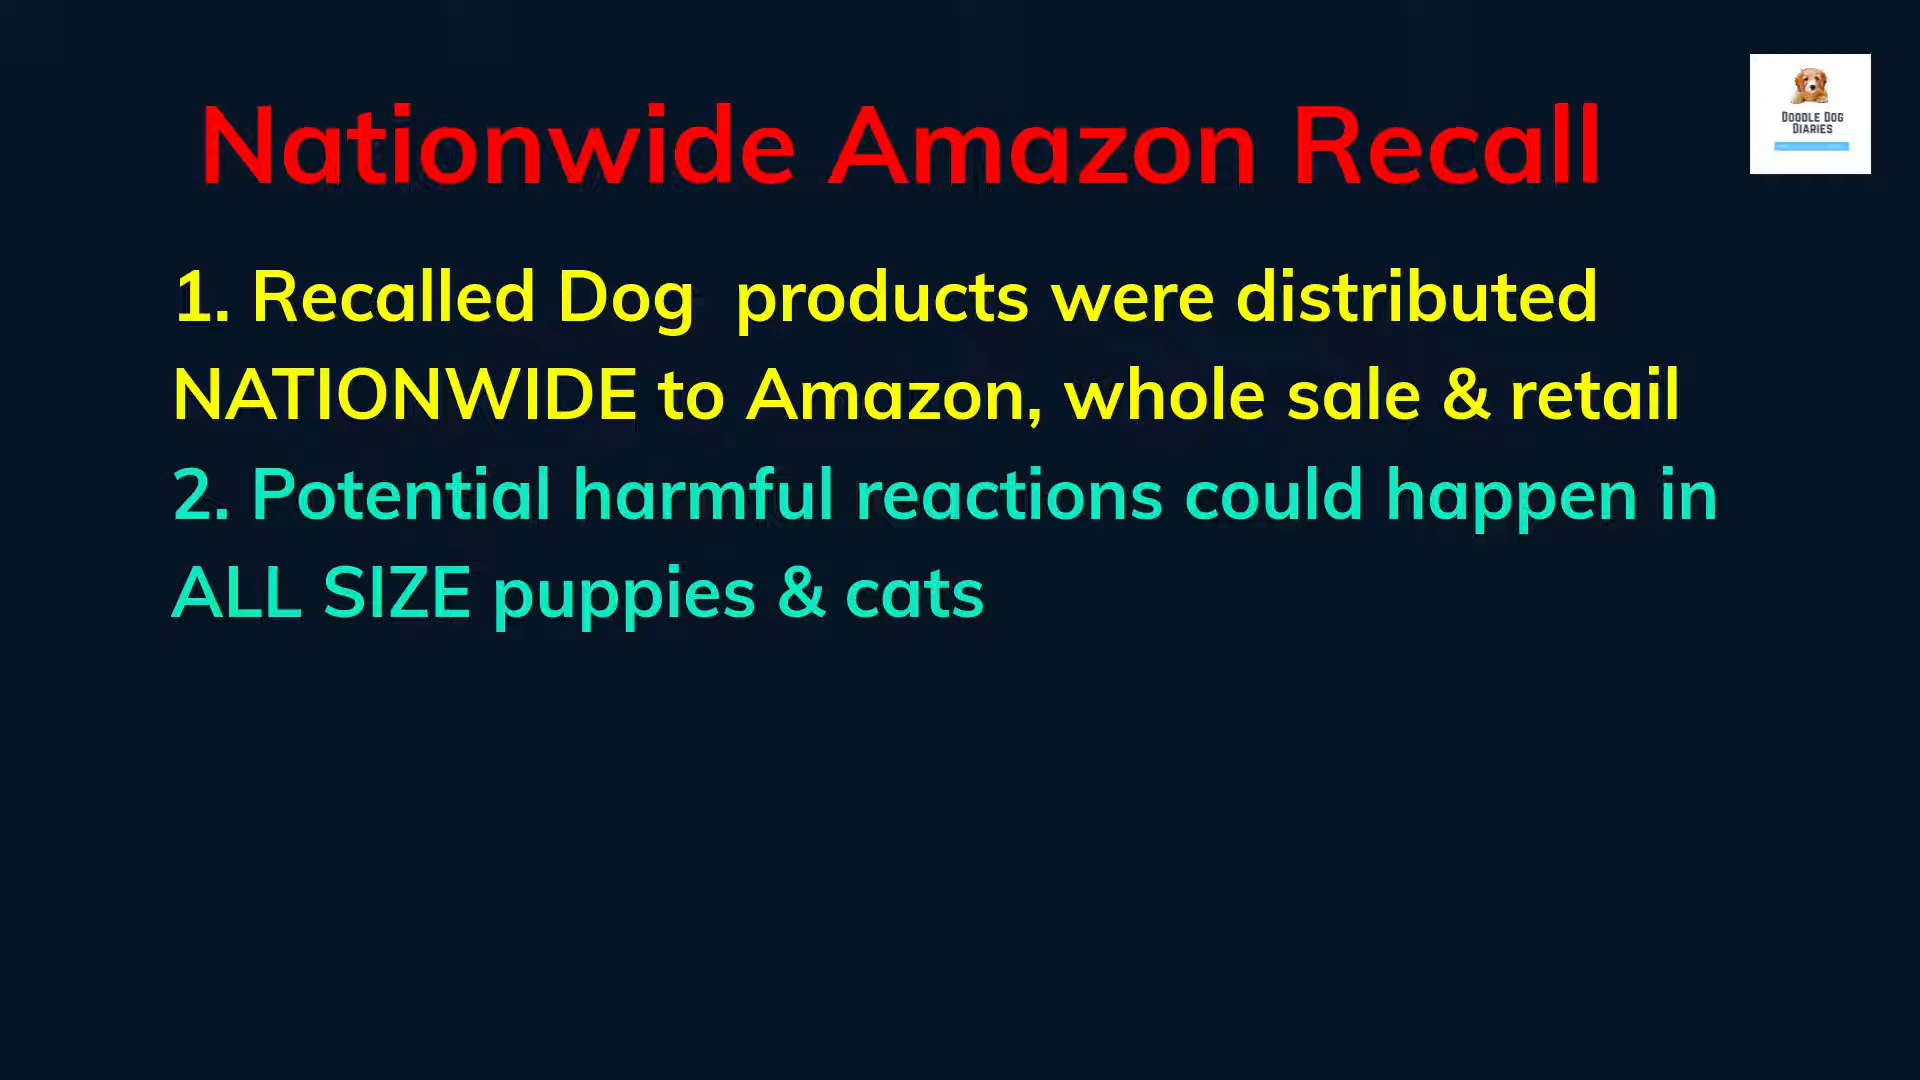 Nationwide Amazon Recall
DOODLE DOG
DIARIES
1. Recalled Dog  products were distributed
NATIONWIDE to Amazon, whole sale & retail
2. Potential harmful reactions could happen in
ALL SIZE puppies & cats